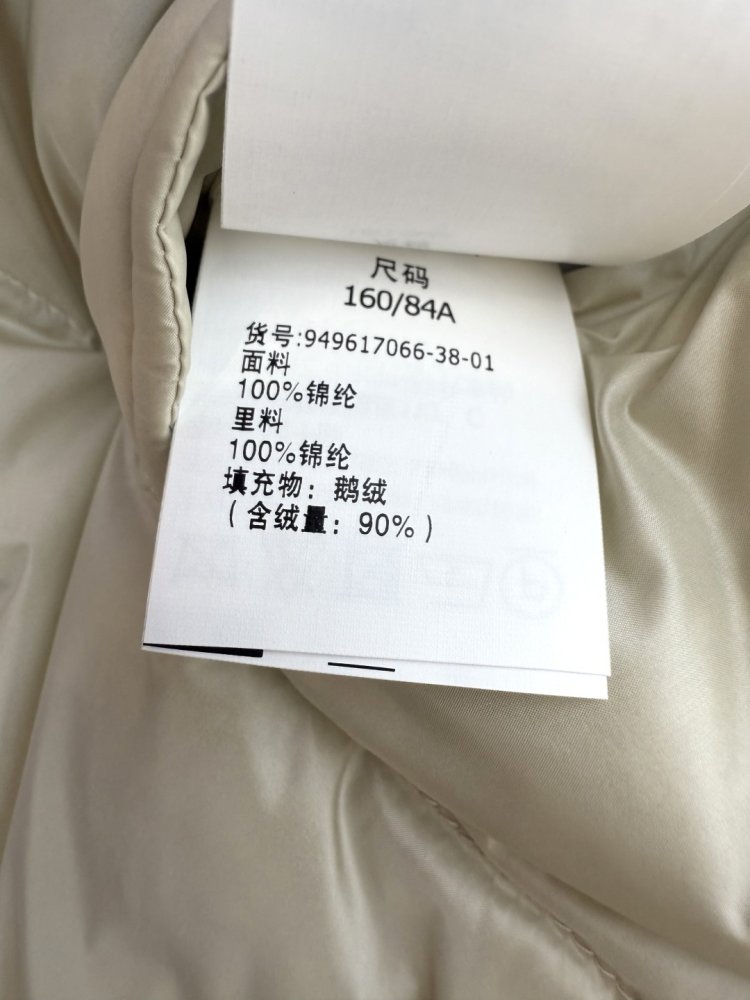 尺码
160/84A
货号:949617066-38-01
面料
100%锦纶
里料
100%锦纶
填充物：鹅绒
（含绒量：90%）